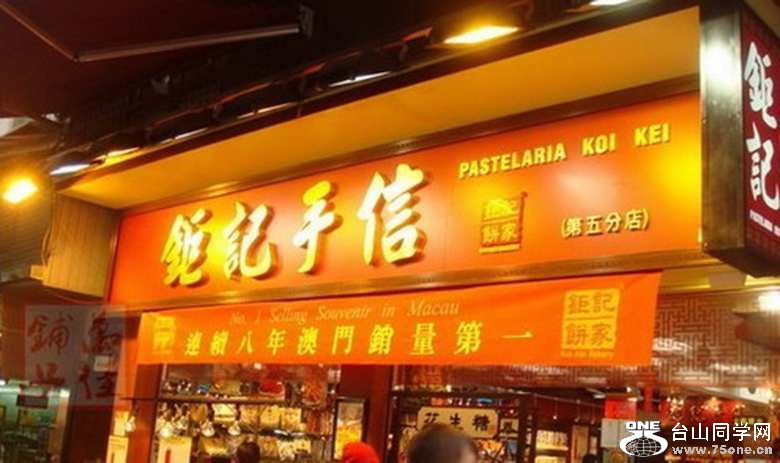 鉅記手信
PASTELARIA KOI KEI
鉅記
餅家
(第五分店)
No. 1 Selling Souvenir in Macau
連續八年澳門銷量第一
鉅記
餅家
鉅記
花生糖
ONE
台山同学网
www.75one.cn